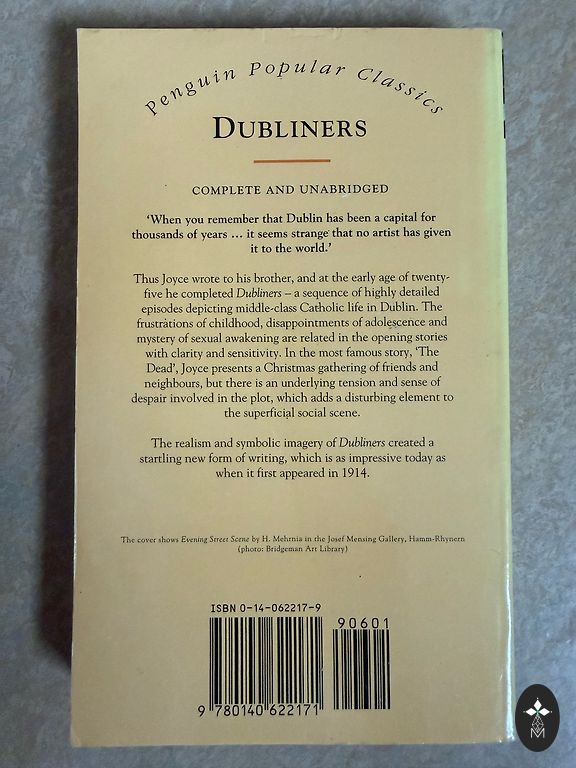 Penguin Popular Classics
DUBLINERS
COMPLETE AND UNABRIDGED
‘When you remember that Dublin has been a capital for
thousands of years ... it seems strange that no artist has given
it to the world.’
Thus Joyce wrote to his brother, and at the early age of twenty-
five he completed Dubliners – a sequence of highly detailed
episodes depicting middle-class Catholic life in Dublin. The
frustrations of childhood, disappointments of adolescence and
mystery of sexual awakening are related in the opening stories
with clarity and sensitivity. In the most famous story, ‘The
Dead’, Joyce presents a Christmas gathering of friends and
neighbours, but there is an underlying tension and sense of
despair involved in the plot, which adds a disturbing element to
the superficial social scene.
The realism and symbolic imagery of Dubliners created a
startling new form of writing, which is as impressive today as
when it first appeared in 1914.
The cover shows Evening Street Scene by H. Mehrnia in the Josef Mensing Gallery, Hamm-Rhynern
(photo: Bridgeman Art Library)
ISBN 0-14-062217-9
90601
9 780140 622171